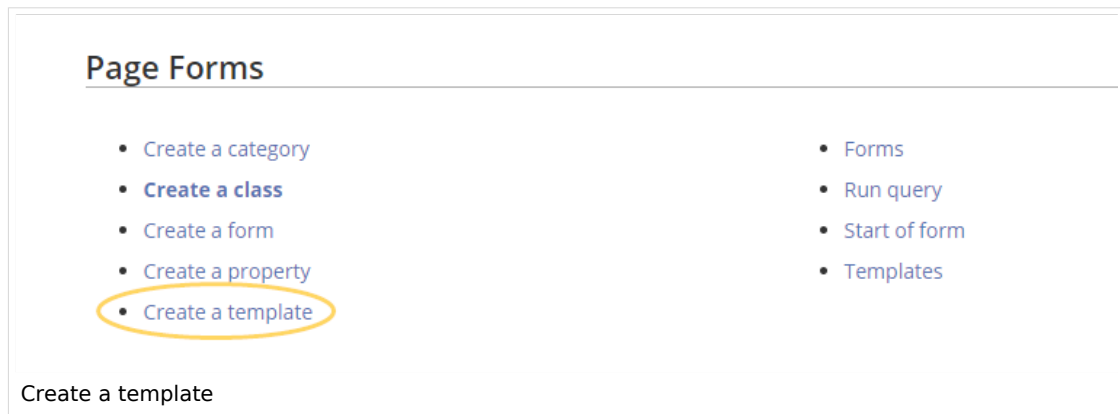 Page Forms
Create a category
Create a class
Create a form
Create a property
Create a template
Forms
Run query
Start of form
Templates
Create a template